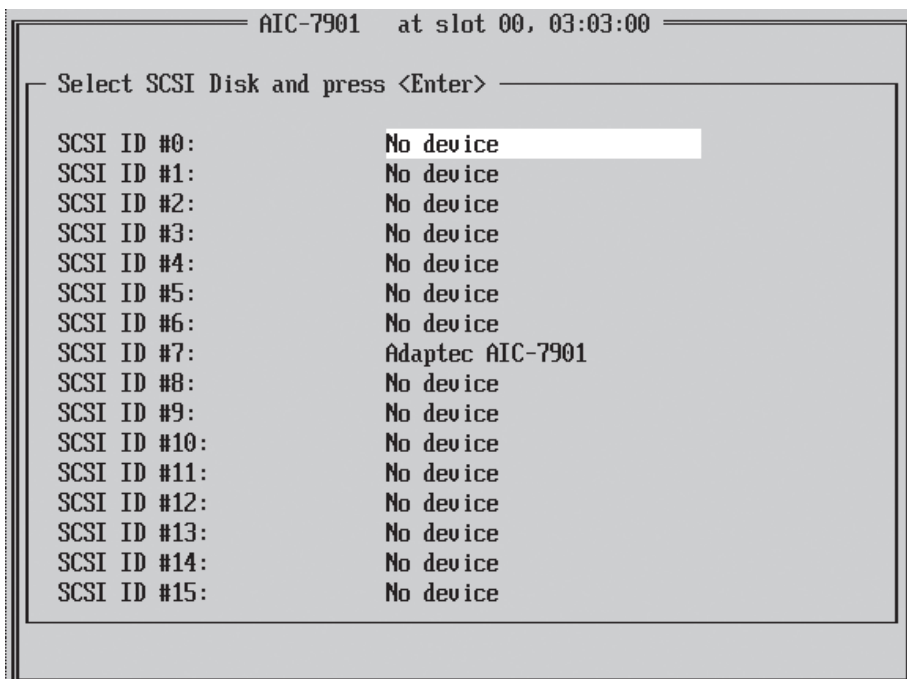 AIC-7901 at slot 00, 03:03:00
Select SCSI Disk and press <Enter>
SCSI ID #0: No device
SCSI ID #1: No device
SCSI ID #2: No device
SCSI ID #3: No device
SCSI ID #4: No device
SCSI ID #5: No device
SCSI ID #6: No device
SCSI ID #7: Adaptec AIC-7901
SCSI ID #8: No device
SCSI ID #9: No device
SCSI ID #10: No device
SCSI ID #11: No device
SCSI ID #12: No device
SCSI ID #13: No device
SCSI ID #14: No device
SCSI ID #15: No device